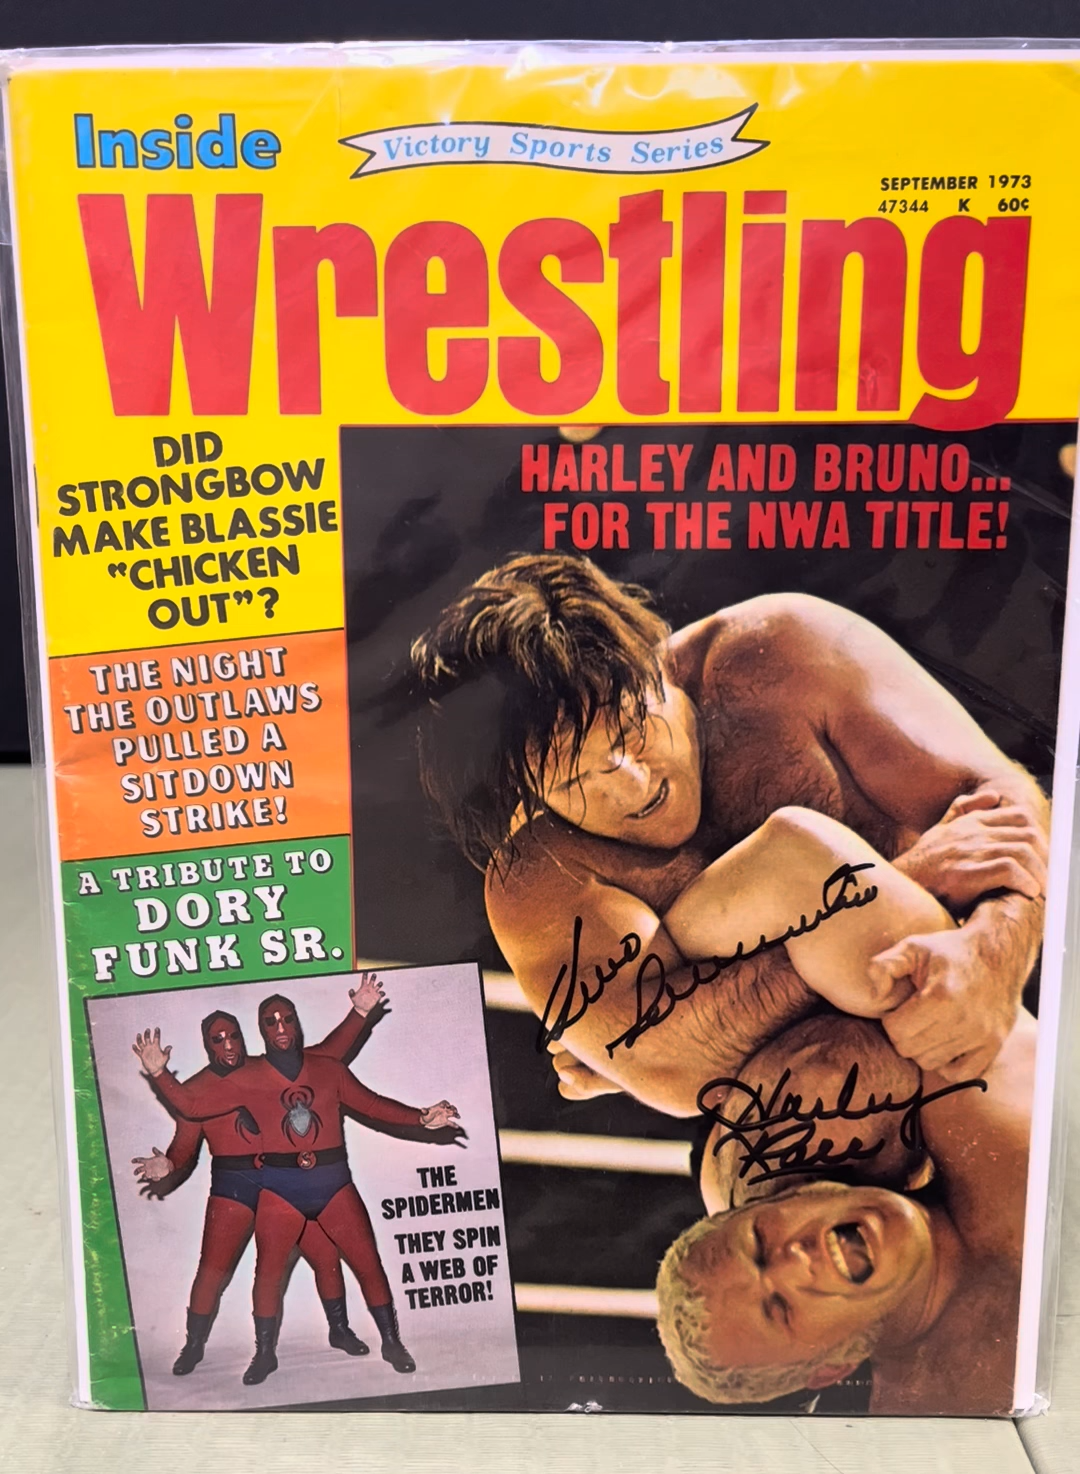 Inside
Victory Sports Series
SEPTEMBER 1973
47344 K 60¢
Wrestling
DID
STRONGBOW
MAKE BLASSIE
"CHICKEN
OUT"?
HARLEY AND BRUNO...
FOR THE NWA TITLE!
THE NIGHT
THE OUTLAWS
PULLED A
SITDOWN
STRIKE!
A TRIBUTE TO
DORY
FUNK SR.
THE
SPIDERMEN
THEY SPIN
A WEB OF
TERROR!
Bruno
Sammartino
Harley
Race